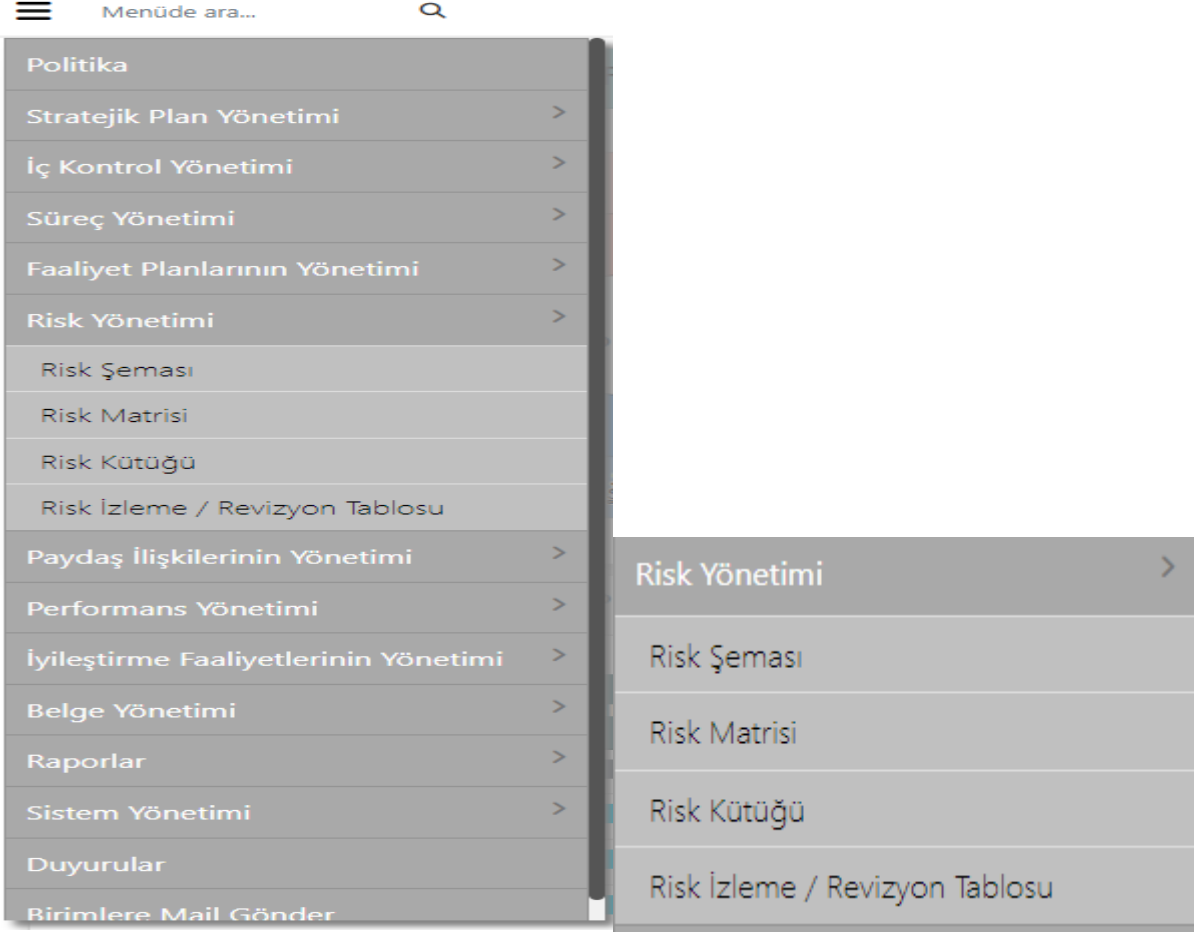 Menüde ara...
Politika
Stratejik Plan Yönetimi
İç Kontrol Yönetimi
Süreç Yönetimi
Faaliyet Planlarının Yönetimi
Risk Yönetimi
Risk Şeması
Risk Matrisi
Risk Kütüğü
Risk İzleme / Revizyon Tablosu
Paydaş İlişkilerinin Yönetimi
Performans Yönetimi
İyileştirme Faaliyetlerinin Yönetimi
Belge Yönetimi
Raporlar
Sistem Yönetimi
Duyurular
Birimlere Mail Gönder
Risk Yönetimi
Risk Şeması
Risk Matrisi
Risk Kütüğü
Risk İzleme / Revizyon Tablosu